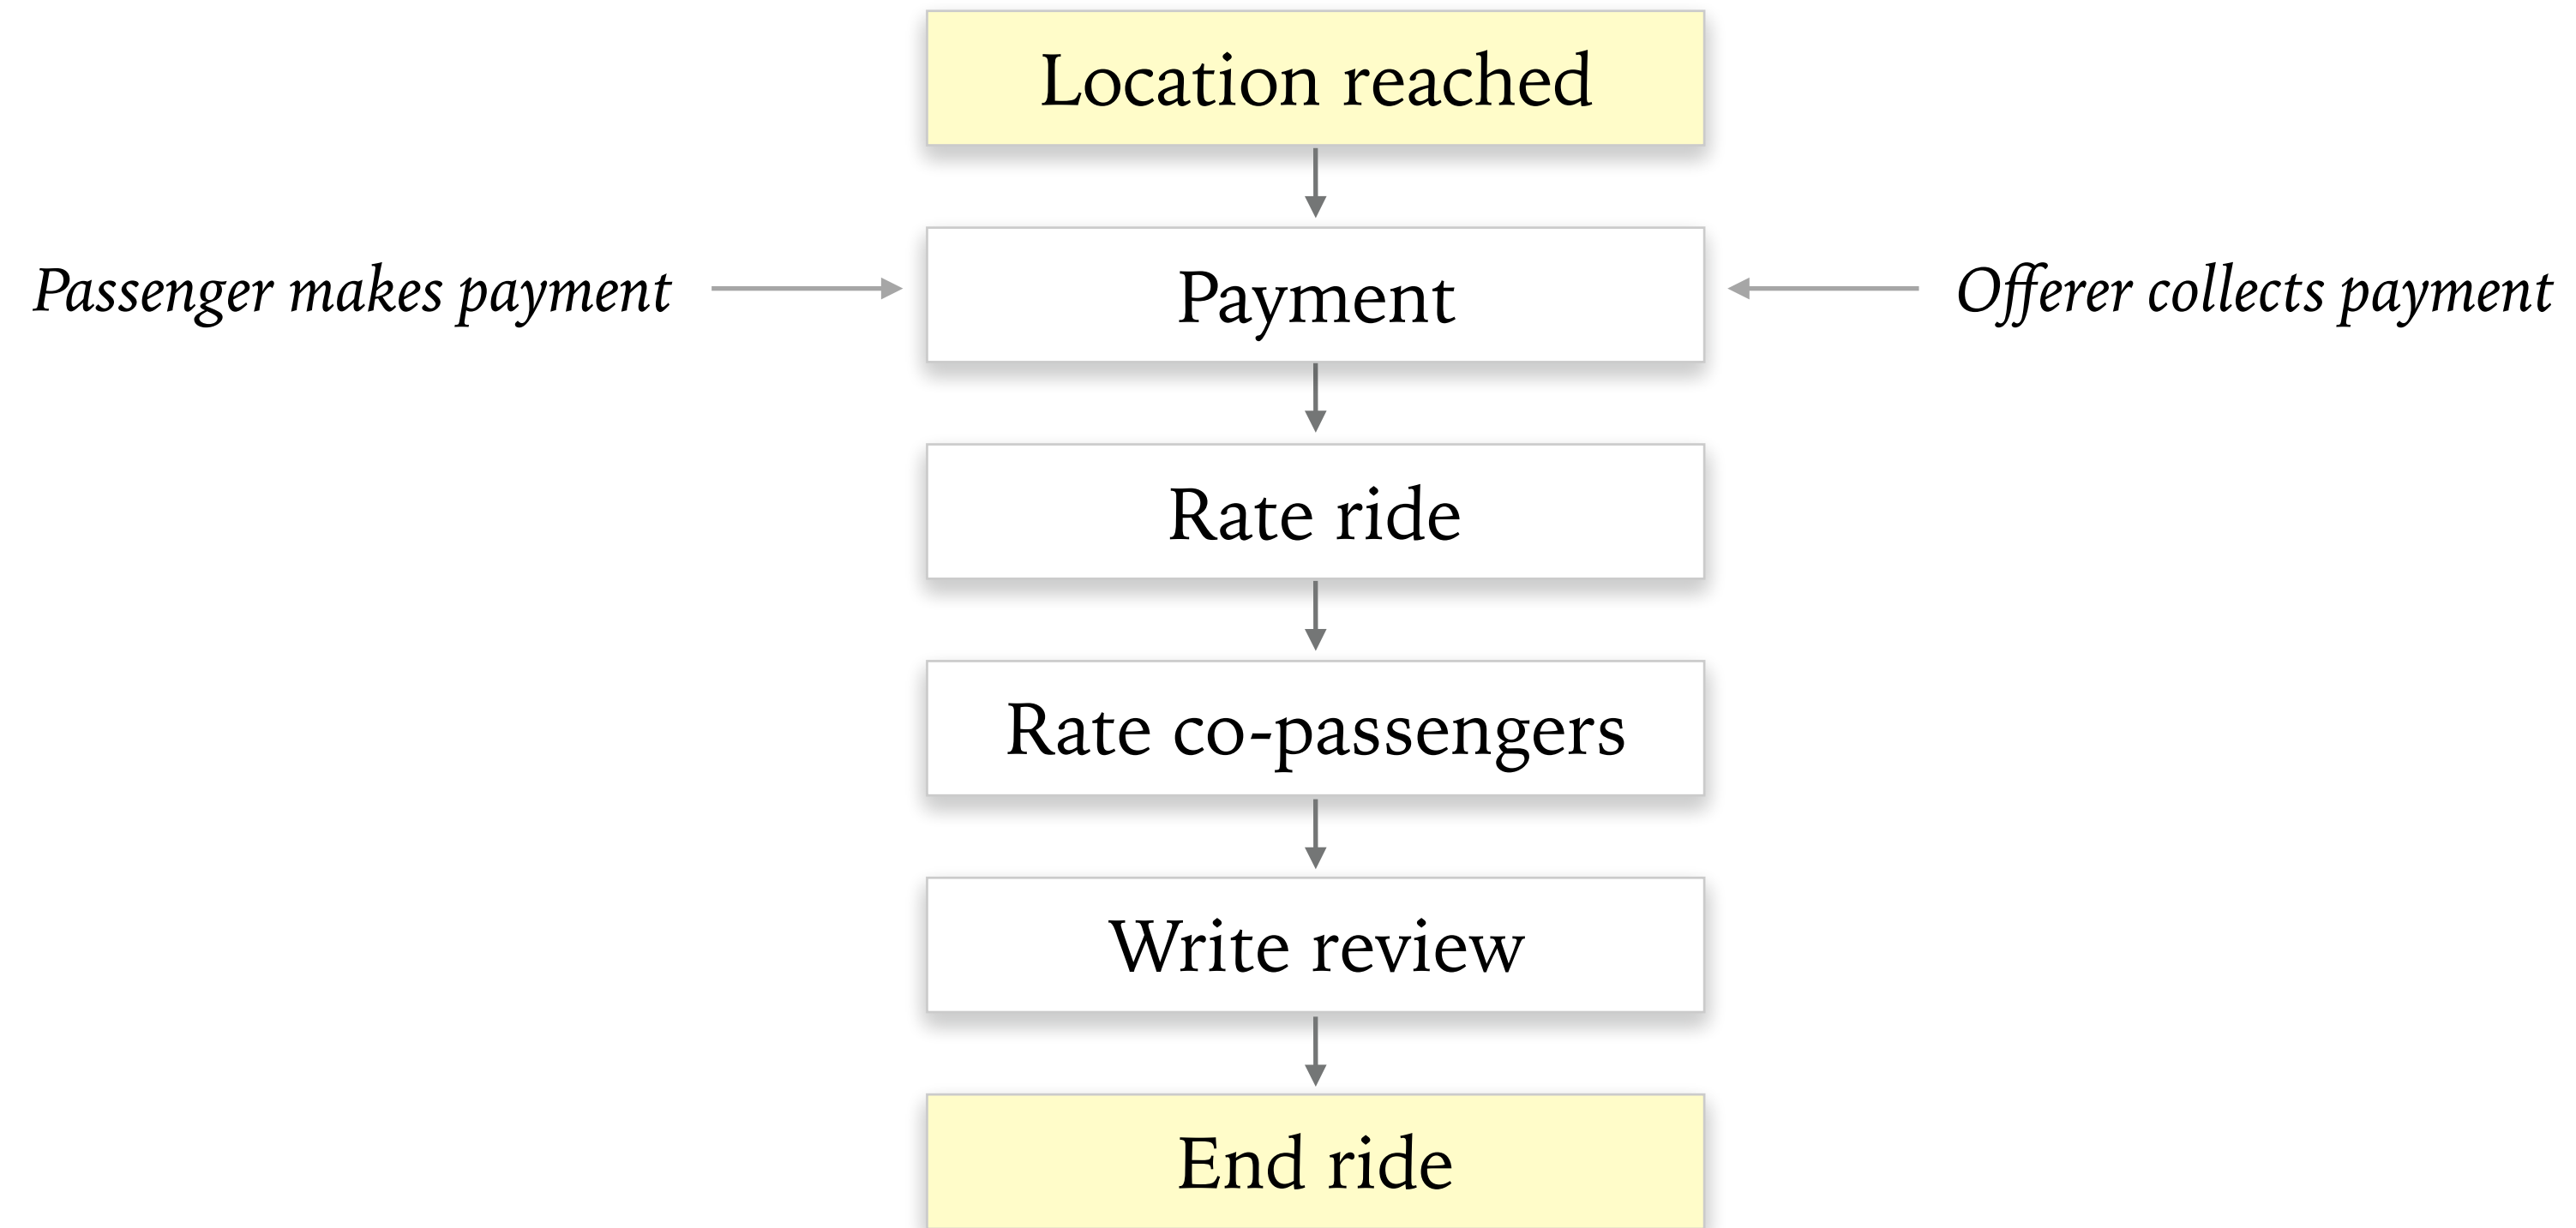 Location reached
Passenger makes payment
Payment
Offerer collects payment
Rate ride
Rate co-passengers
Write review
End ride